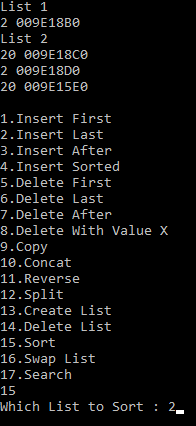 List 1
2 009E18B0
List 2
20 009E18C0
2 009E18D0
20 009E15E0
1.Insert First
2.Insert Last
3.Insert After
4.Insert Sorted
5.Delete First
6.Delete Last
7.Delete After
8.Delete With Value X
9.Copy
10.Concat
11.Reverse
12.Split
13.Create List
14.Delete List
15.Sort
16.Swap List
17.Search
15
Which List to Sort : 2